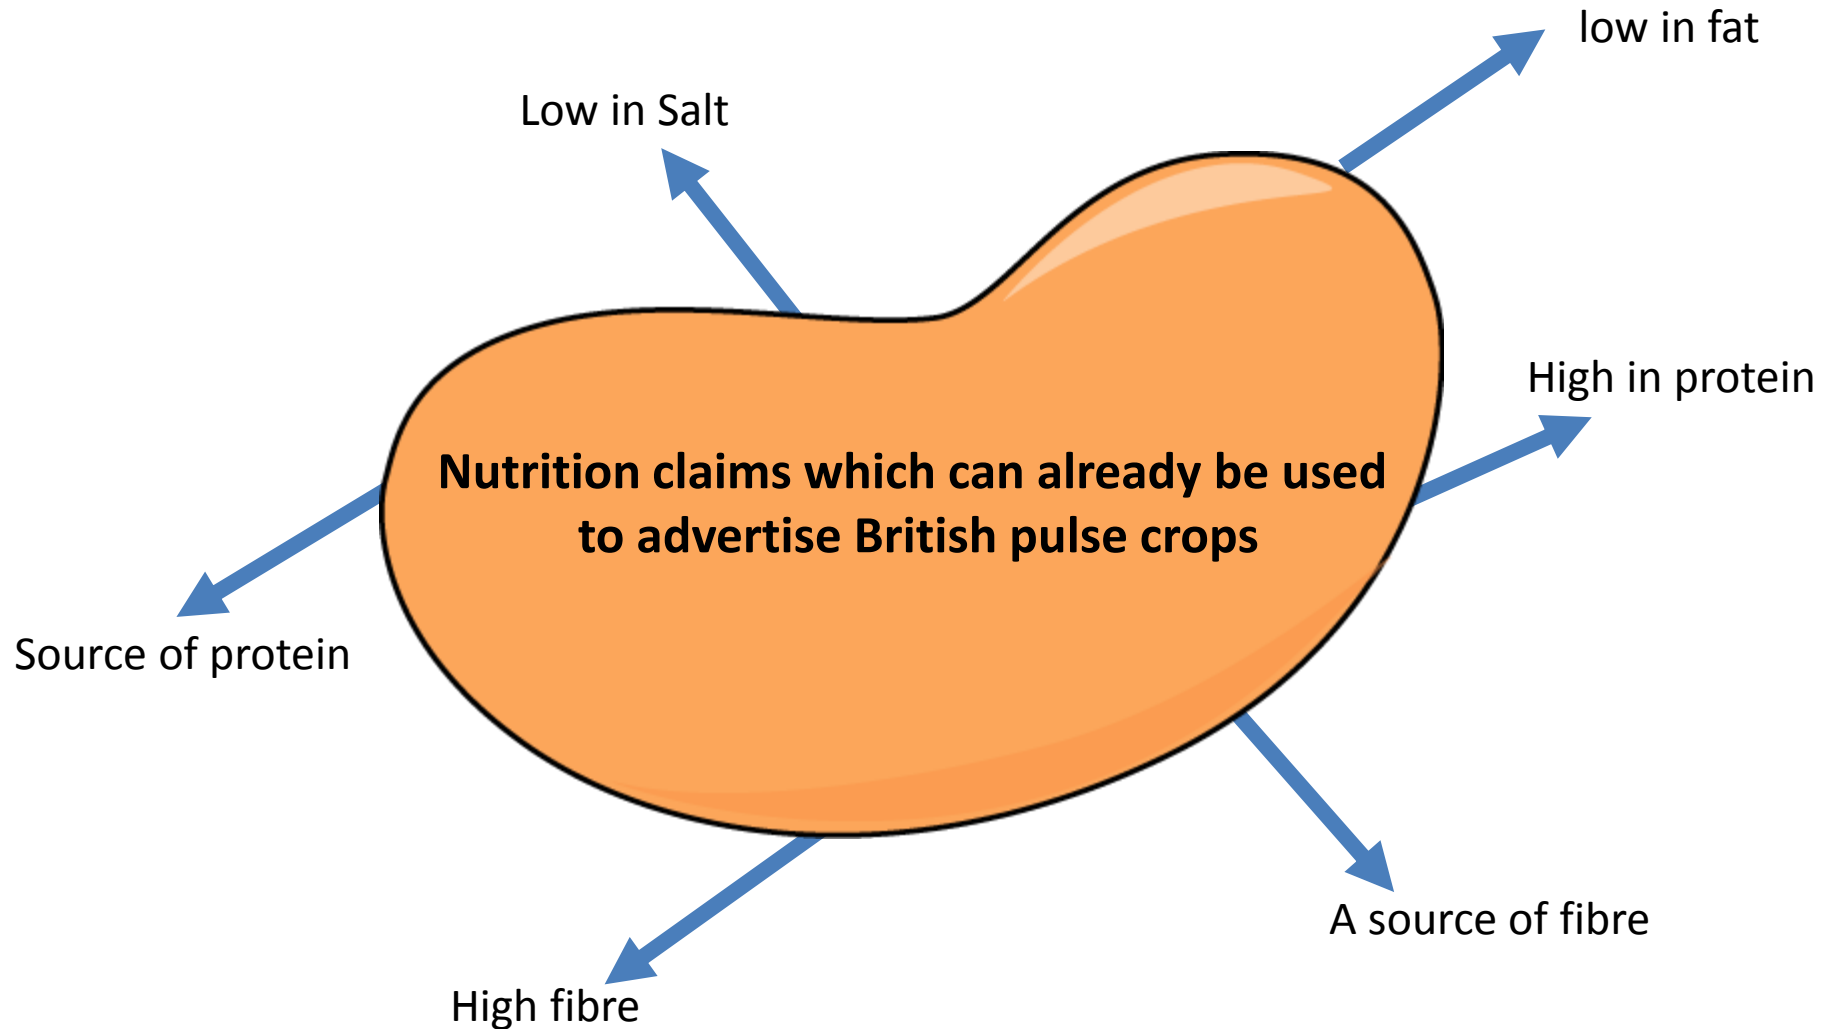 low in fat
Low in Salt
High in protein
Nutrition claims which can already be used
to advertise British pulse crops
Source of protein
A source of fibre
High fibre